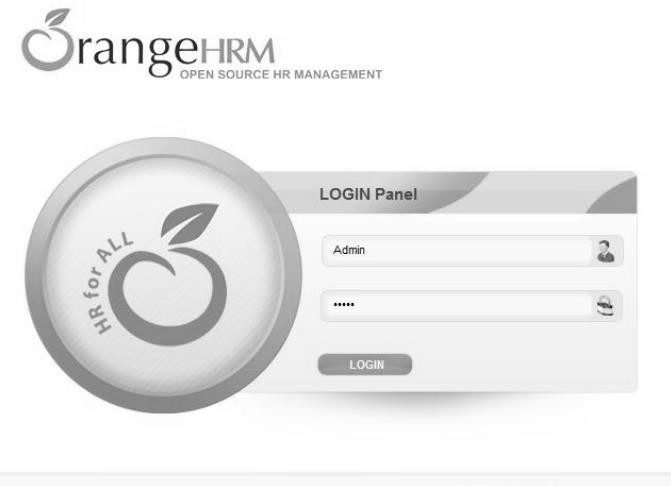 OrangeHRM
OPEN SOURCE HR MANAGEMENT
LOGIN Panel
HR for ALL
Admin
•••••
LOGIN